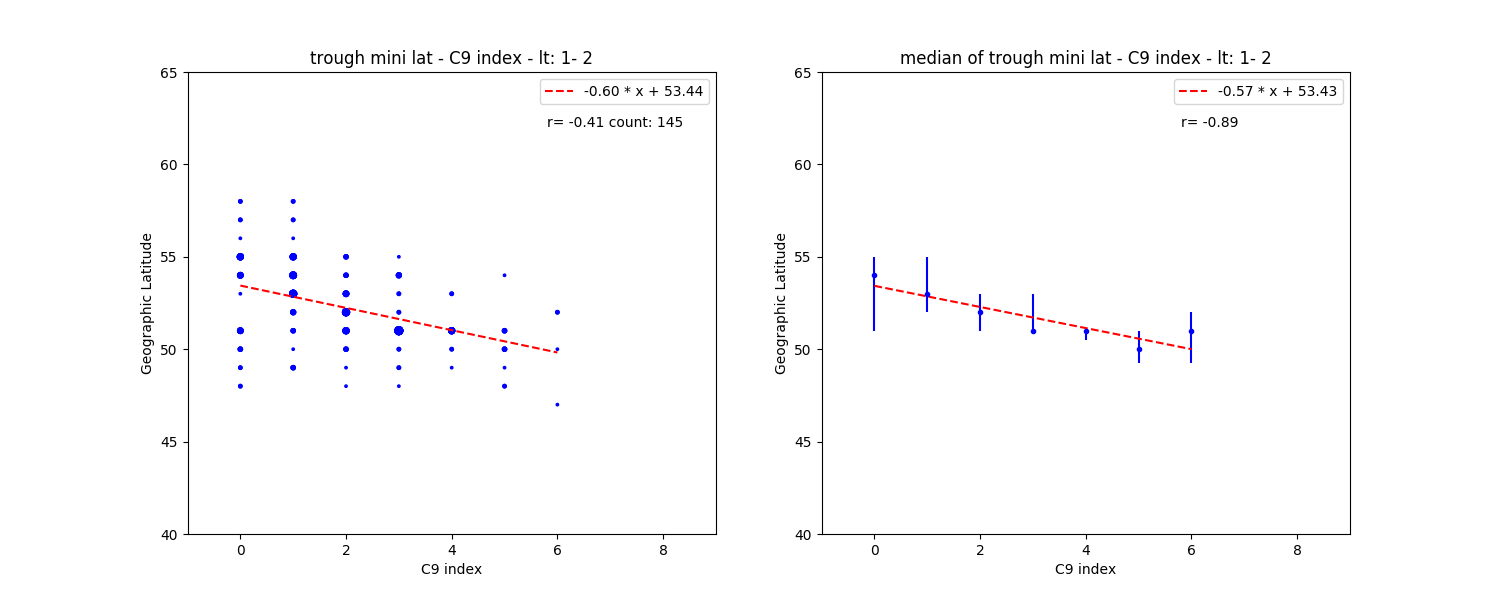 trough mini lat - C9 index - lt: 1- 2
-0.60 * x + 53.44
r= -0.41 count: 145
65
60
55
50
45
40
Geographic Latitude
0 2 4 6 8
C9 index
median of trough mini lat - C9 index - lt: 1- 2
-0.57 * x + 53.43
r= -0.89
65
60
55
50
45
40
Geographic Latitude
0 2 4 6 8
C9 index